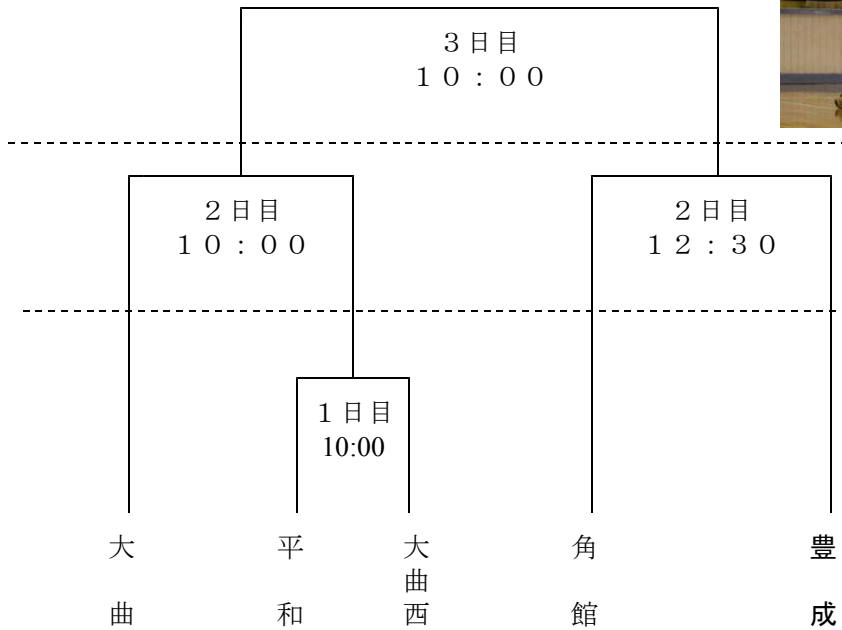 ３日目
１０：００
２日目
１０：００
２日目
１２：３０
１日目
10:00
大曲
平和
大曲西
角館
豊成